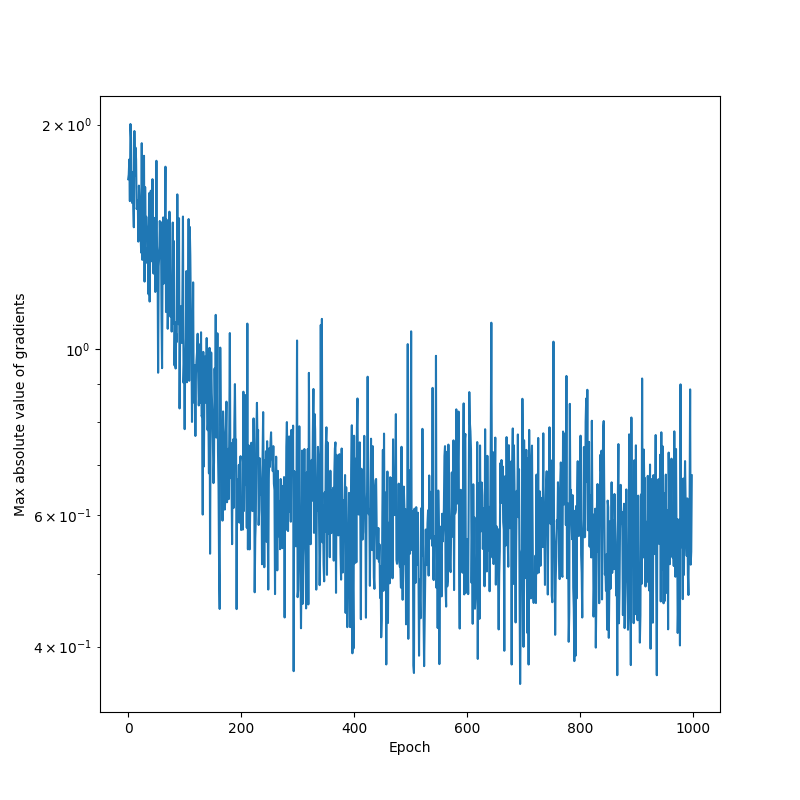 Max absolute value of gradients
2 × 10⁰
10⁰
6 × 10⁻¹
4 × 10⁻¹
0 200 400 600 800 1000
Epoch